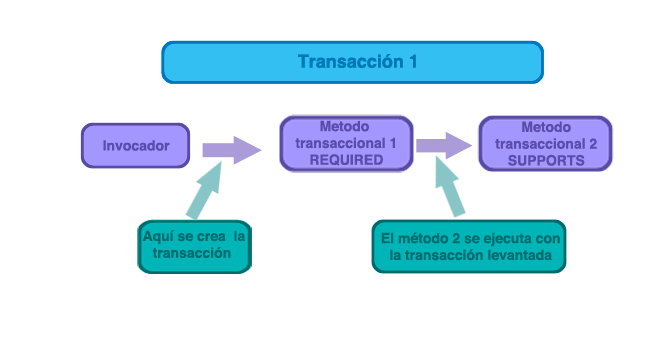 Transacción 1
Invocador
Metodo
transaccional 1
REQUIRED
Metodo
transaccional 2
SUPPORTS
Aquí se crea la
transacción
El método 2 se ejecuta con
la transacción levantada